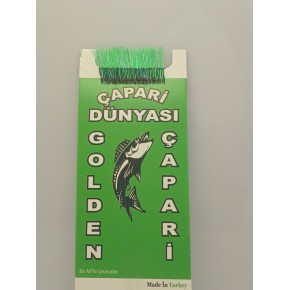 ÇAPARİ
DÜNYASI
GOLDEN
ÇAPARİ
Bir MTN Ürünüdür
Made In Turkey